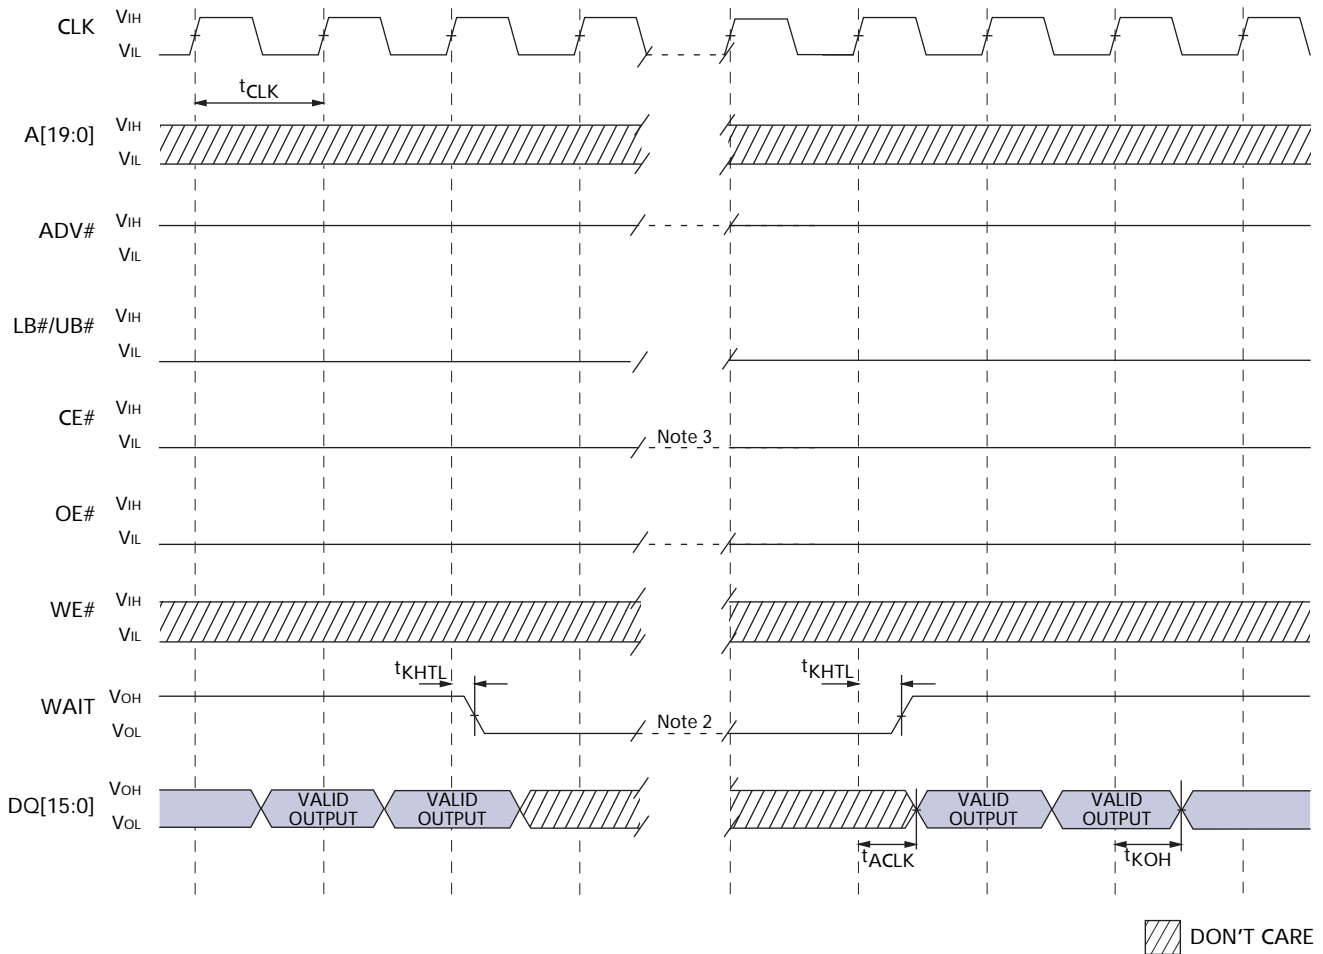 CLK VIH
VIL
tCLK
A[19:0] VIH
VIL
ADV# VIH
VIL
LB#/UB# VIH
VIL
CE# VIH
VIL Note 3
OE# VIH
VIL
WE# VIH
VIL
tKHTL tKHTL
WAIT VOH
VOL Note 2
DQ[15:0] VOH VALID VALID VALID VALID
VOL OUTPUT OUTPUT OUTPUT OUTPUT
tACLK tKOH
DON'T CARE